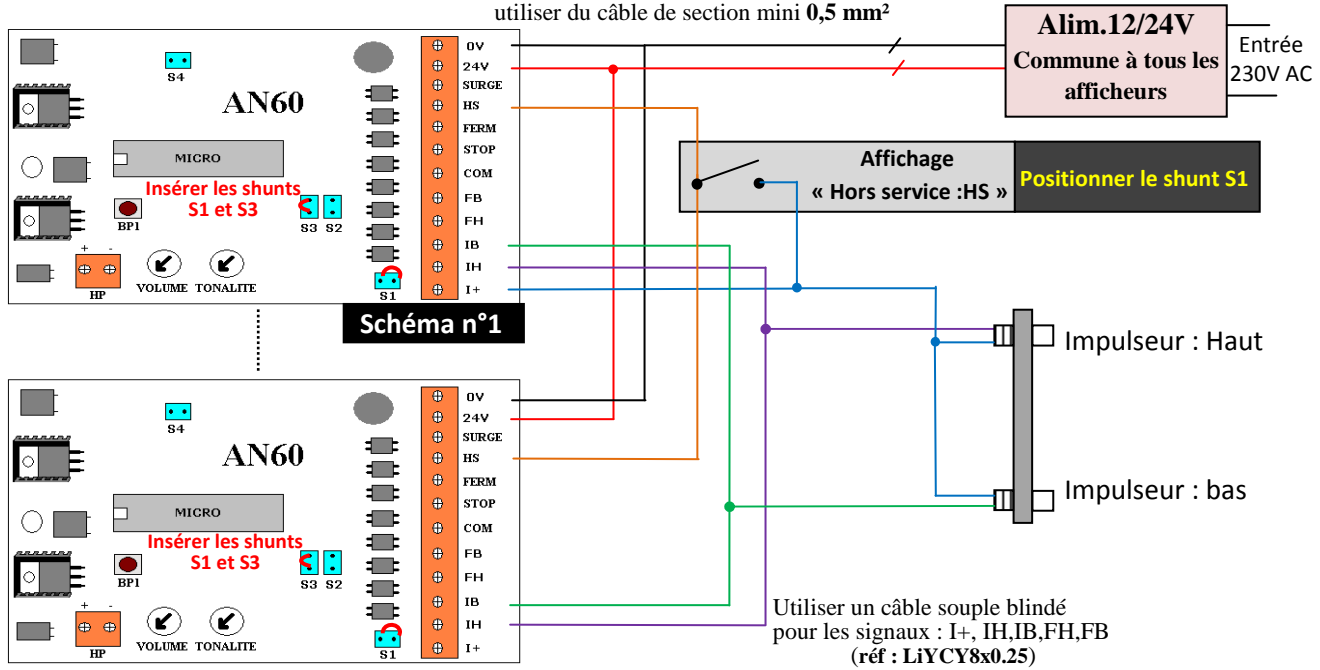 utiliser du câble de section mini 0,5 mm²
Alim.12/24V
Commune à tous les
afficheurs
Entrée
230V AC
S4
AN60
MICRO
Insérer les shunts
S1 et S3
BP1
S3 S2
+ -
HP
VOLUME TONALITE
S1
0V
24V
SURGE
HS
FERM
STOP
COM
FB
FH
IB
IH
I+
Affichage
« Hors service :HS »
Positionner le shunt S1
Schéma n°1
Impulseur : Haut
Impulseur : bas
S4
AN60
MICRO
Insérer les shunts
S1 et S3
BP1
S3 S2
+ -
HP
VOLUME TONALITE
S1
0V
24V
SURGE
HS
FERM
STOP
COM
FB
FH
IB
IH
I+
Utiliser un câble souple blindé
pour les signaux : I+, IH,IB,FH,FB
(réf : LiYCY8x0.25)